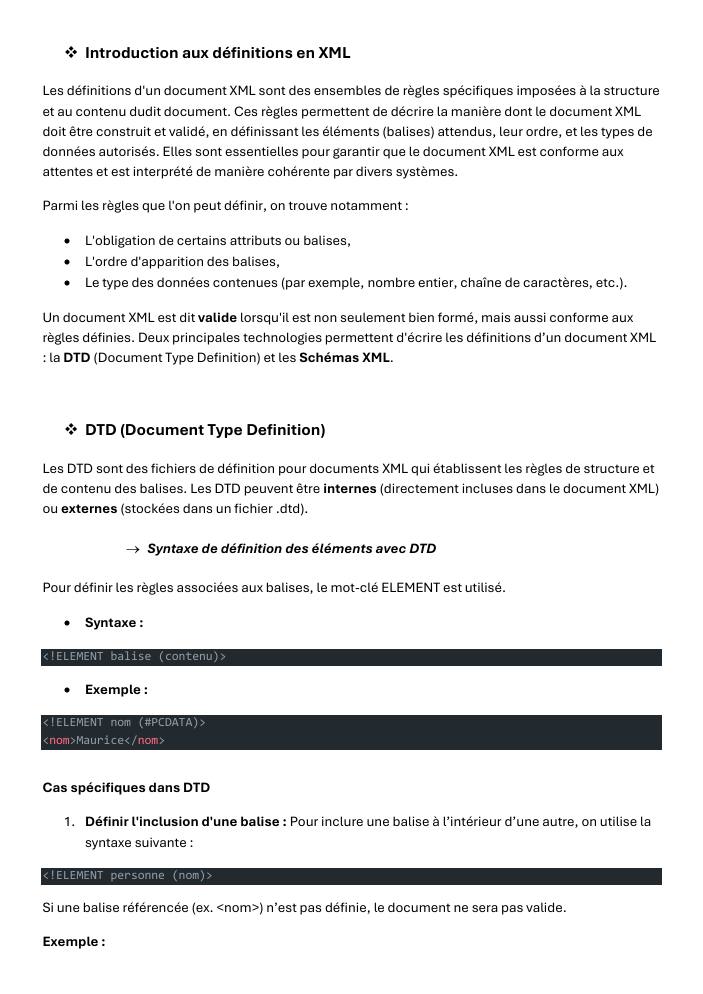 ❖ Introduction aux définitions en XML
Les définitions d'un document XML sont des ensembles de règles spécifiques imposées à la structure
et au contenu dudit document. Ces règles permettent de décrire la manière dont le document XML
doit être construit et validé, en définissant les éléments (balises) attendus, leur ordre, et les types de
données autorisés. Elles sont essentielles pour garantir que le document XML est conforme aux
attentes et est interprété de manière cohérente par divers systèmes.
Parmi les règles que l'on peut définir, on trouve notamment :
• L'obligation de certains attributs ou balises,
• L'ordre d'apparition des balises,
• Le type des données contenues (par exemple, nombre entier, chaîne de caractères, etc.).
Un document XML est dit valide lorsqu'il est non seulement bien formé, mais aussi conforme aux
règles définies. Deux principales technologies permettent d'écrire les définitions d’un document XML
: la DTD (Document Type Definition) et les Schémas XML.
❖ DTD (Document Type Definition)
Les DTD sont des fichiers de définition pour documents XML qui établissent les règles de structure et
de contenu des balises. Les DTD peuvent être internes (directement incluses dans le document XML)
ou externes (stockées dans un fichier .dtd).
→ Syntaxe de définition des éléments avec DTD
Pour définir les règles associées aux balises, le mot-clé ELEMENT est utilisé.
• Syntaxe :
<!ELEMENT balise (contenu)>
• Exemple :
<!ELEMENT nom (#PCDATA)>
<nom>Maurice</nom>
Cas spécifiques dans DTD
1. Définir l'inclusion d'une balise : Pour inclure une balise à l’intérieur d’une autre, on utilise la
syntaxe suivante :
<!ELEMENT personne (nom)>
Si une balise référencée (ex. <nom>) n’est pas définie, le document ne sera pas valide.
Exemple :